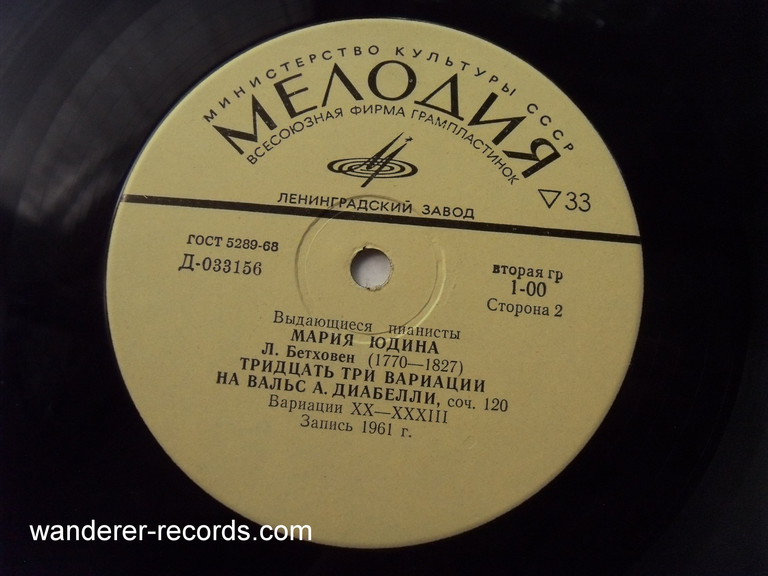 МИНИСТЕРСТВО КУЛЬТУРЫ СССР
МЕЛОДИЯ
ВСЕСОЮЗНАЯ ФИРМА ГРАМПЛАСТИНОК
▽33
ЛЕНИНГРАДСКИЙ ЗАВОД
ГОСТ 5289-68
Д-033156
вторая гр
1-00
Сторона 2
Выдающиеся пианисты
МАРИЯ ЮДИНА
Л. Бетховен (1770—1827)
ТРИДЦАТЬ ТРИ ВАРИАЦИИ
НА ВАЛЬС А. ДИАБЕЛЛИ, соч. 120
Вариации XX—XXXIII
Запись 1961 г.
wanderer-records.com